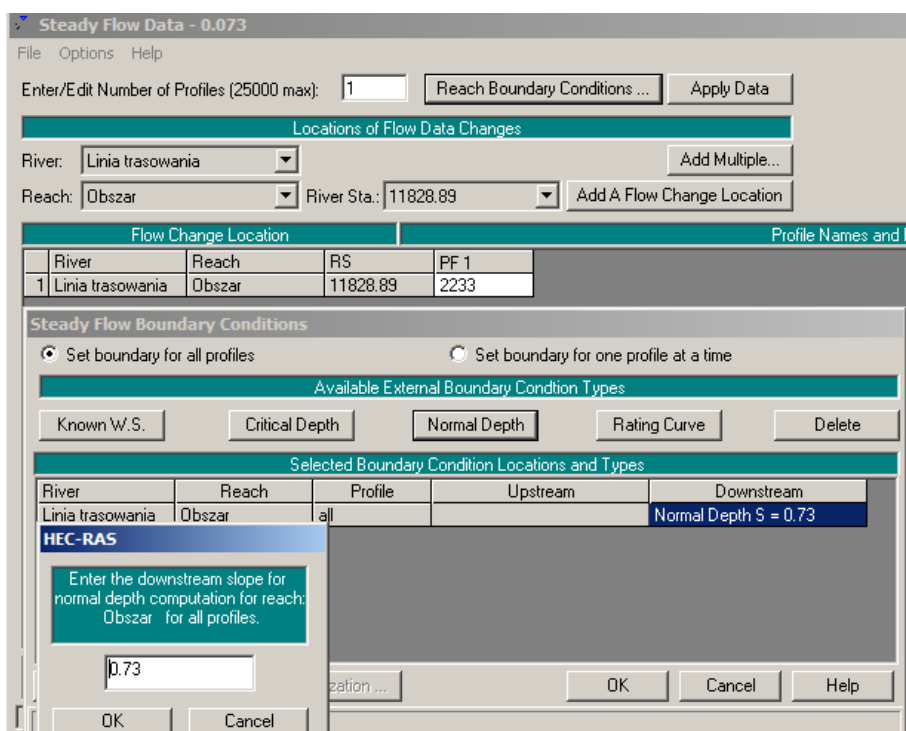 Steady Flow Data - 0.073
File Options Help
Enter/Edit Number of Profiles (25000 max): 1 Reach Boundary Conditions ... Apply Data
Locations of Flow Data Changes
River: Linia trasowania Add Multiple...
Reach: Obszar River Sta.: 11828.89 Add A Flow Change Location
Flow Change Location Profile Names and
River Reach RS PF 1
1 Linia trasowania Obszar 11828.89 2233
Steady Flow Boundary Conditions
Set boundary for all profiles Set boundary for one profile at a time
Available External Boundary Condtion Types
Known W.S. Critical Depth Normal Depth Rating Curve Delete
Selected Boundary Condition Locations and Types
River Reach Profile Upstream Downstream
Linia trasowania Obszar all Normal Depth S = 0.73
HEC-RAS
Enter the downstream slope for
normal depth computation for reach:
Obszar for all profiles.
0.73
zation ... OK Cancel Help
OK Cancel